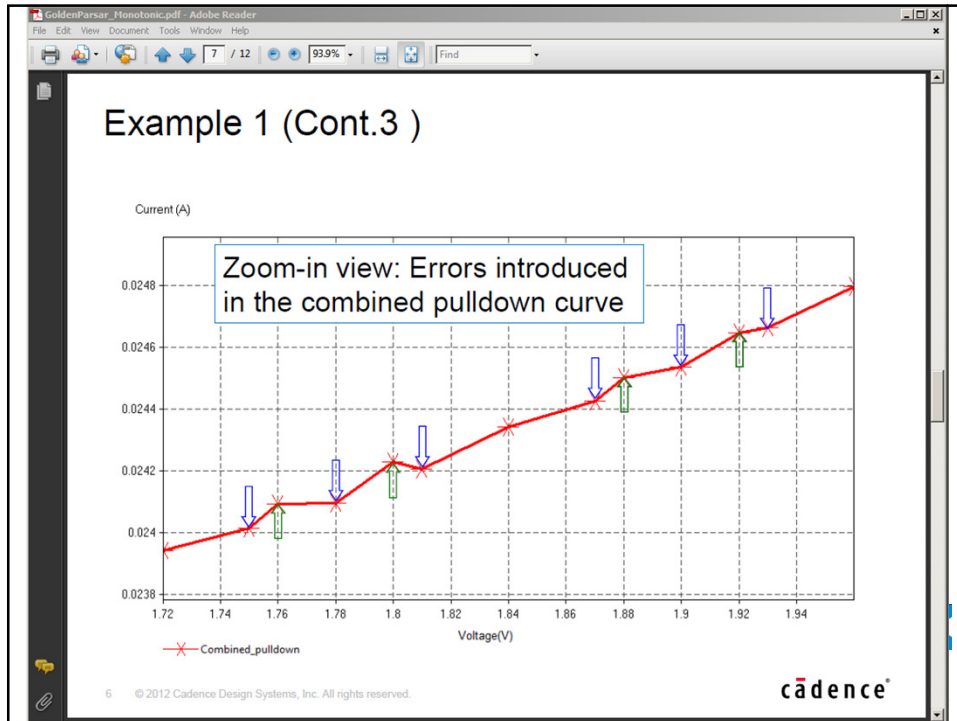 GoldenParsar_Monotonic.pdf - Adobe Reader
File Edit View Document Tools Window Help
7 / 12 93.9% Find
Example 1 (Cont.3 )
Current (A)
Zoom-in view: Errors introduced
in the combined pulldown curve
0.0248
0.0246
0.0244
0.0242
0.024
0.0238
1.72 1.74 1.76 1.78 1.8 1.82 1.84 1.86 1.88 1.9 1.92 1.94
Voltage(V)
Combined_pulldown
6 © 2012 Cadence Design Systems, Inc. All rights reserved.
cādence®